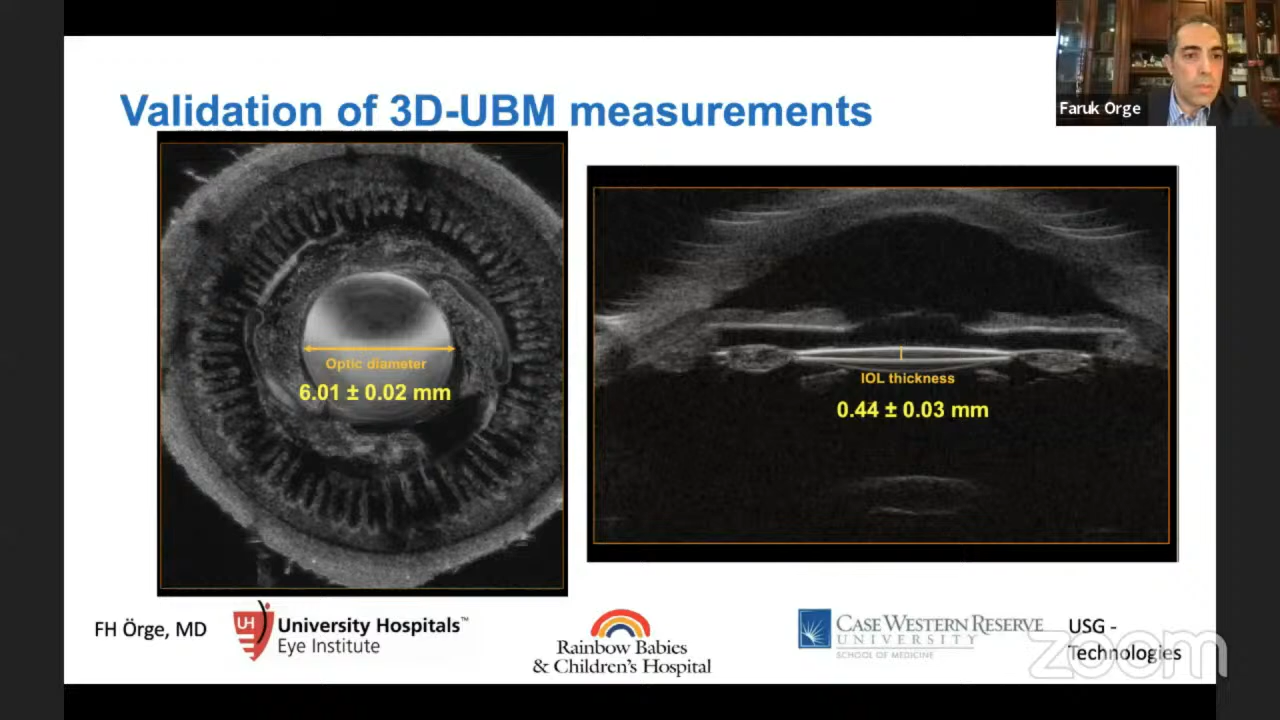 Validation of 3D-UBM measurements
Faruk Orge
Optic diameter
6.01 ± 0.02 mm
IOL thickness
0.44 ± 0.03 mm
FH Örge, MD
UH
University Hospitals™
Eye Institute
Rainbow Babies
& Children's Hospital
CASE WESTERN RESERVE
UNIVERSITY
SCHOOL OF MEDICINE
USG -
Technologies
zoom